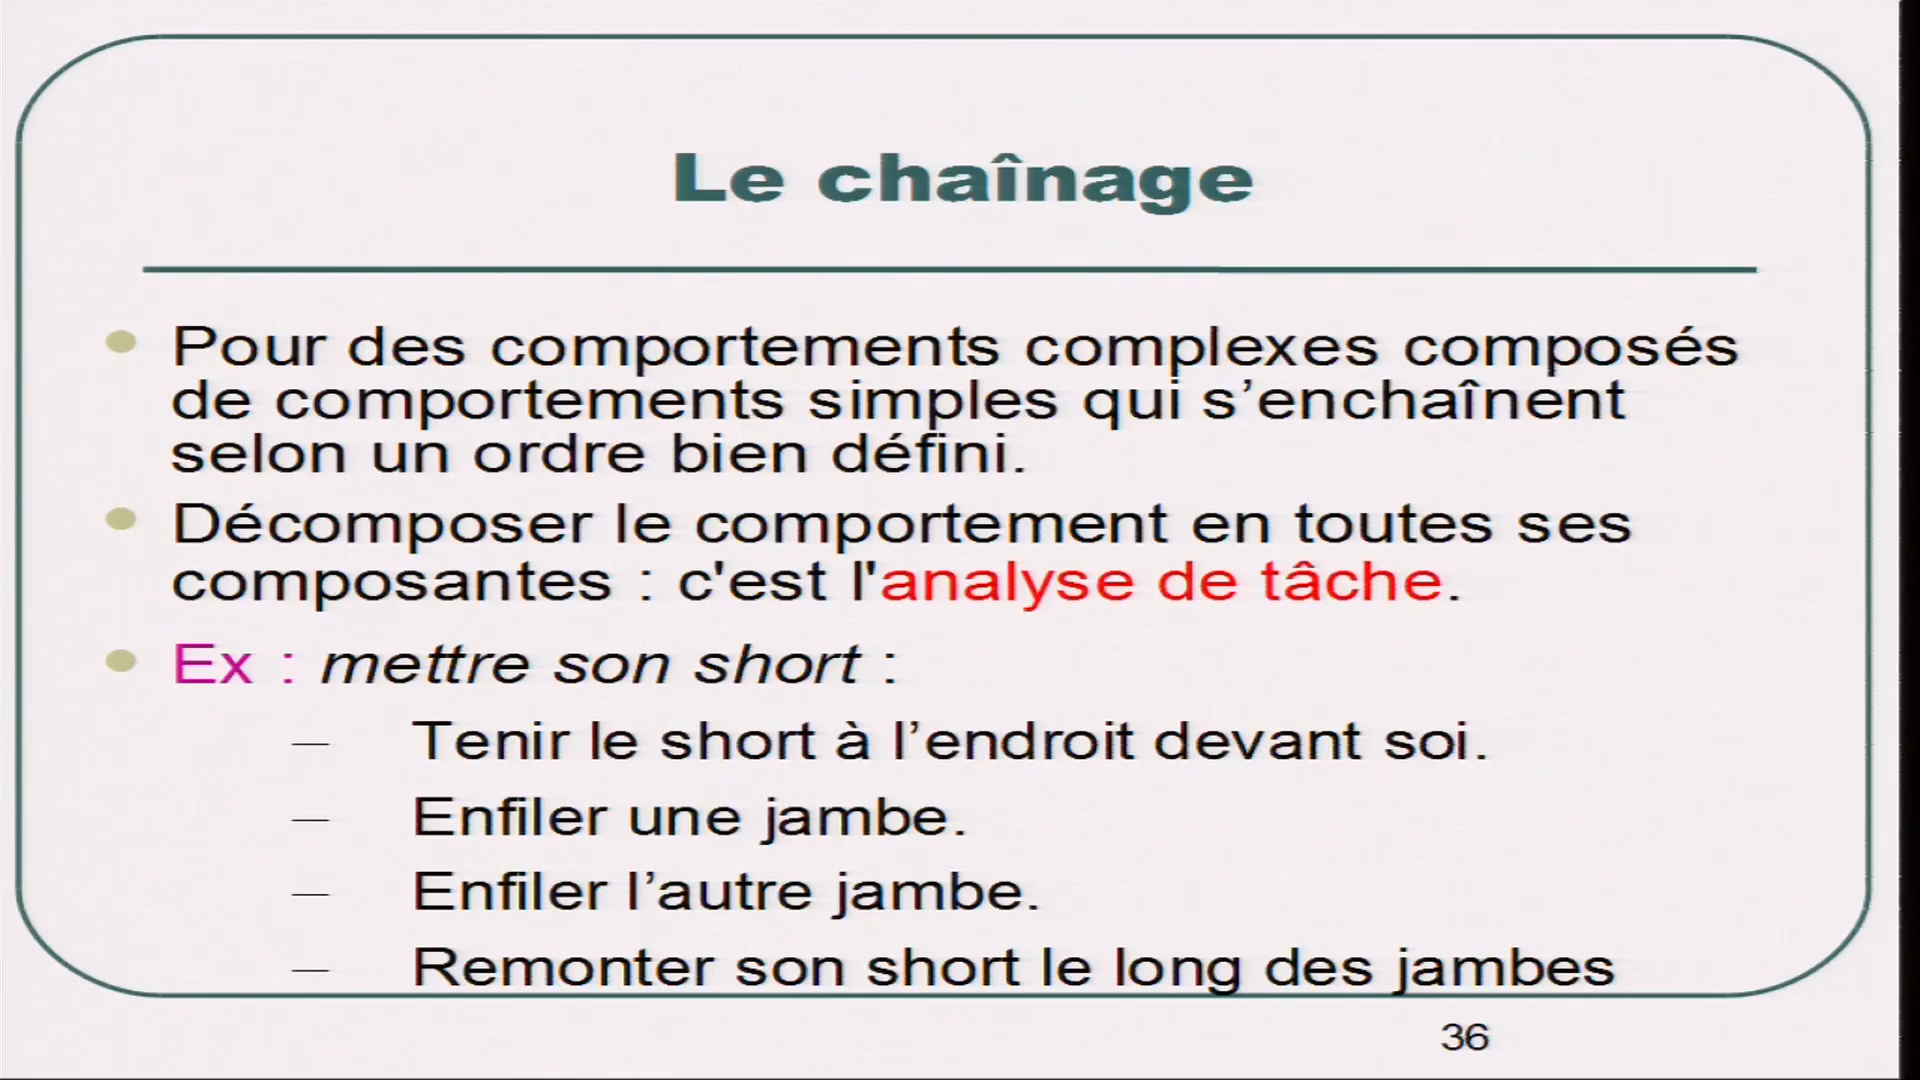 Le chaînage
Pour des comportements complexes composés
de comportements simples qui s’enchaînent
selon un ordre bien défini.
Décomposer le comportement en toutes ses
composantes : c'est l'analyse de tâche.
Ex : mettre son short :
– Tenir le short à l’endroit devant soi.
– Enfiler une jambe.
– Enfiler l’autre jambe.
– Remonter son short le long des jambes
36